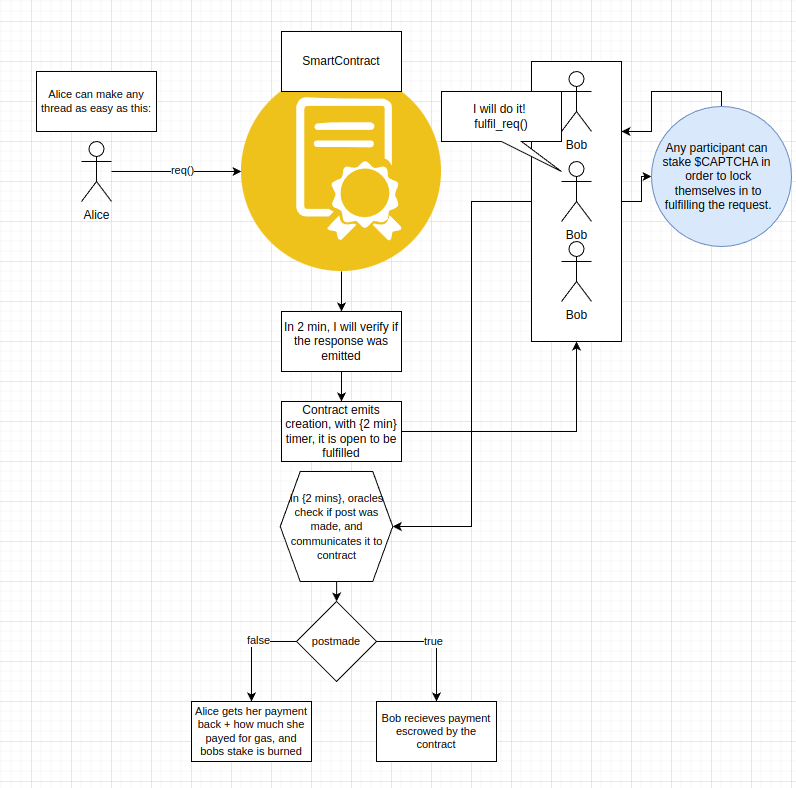 SmartContract
Alice can make any
thread as easy as this:
req()
Alice
I will do it!
fulfil_req()
Bob
Bob
Bob
Any participant can
stake $CAPTCHA in
order to lock
themselves in to
fulfilling the request.
In 2 min, I will verify if
the response was
emitted
Contract emits
creation, with {2 min}
timer, it is open to be
fulfilled
In {2 mins}, oracles
check if post was
made, and
communicates it to
contract
postmade
false
true
Alice gets her payment
back + how much she
payed for gas, and
bobs stake is burned
Bob recieves payment
escrowed by the
contract